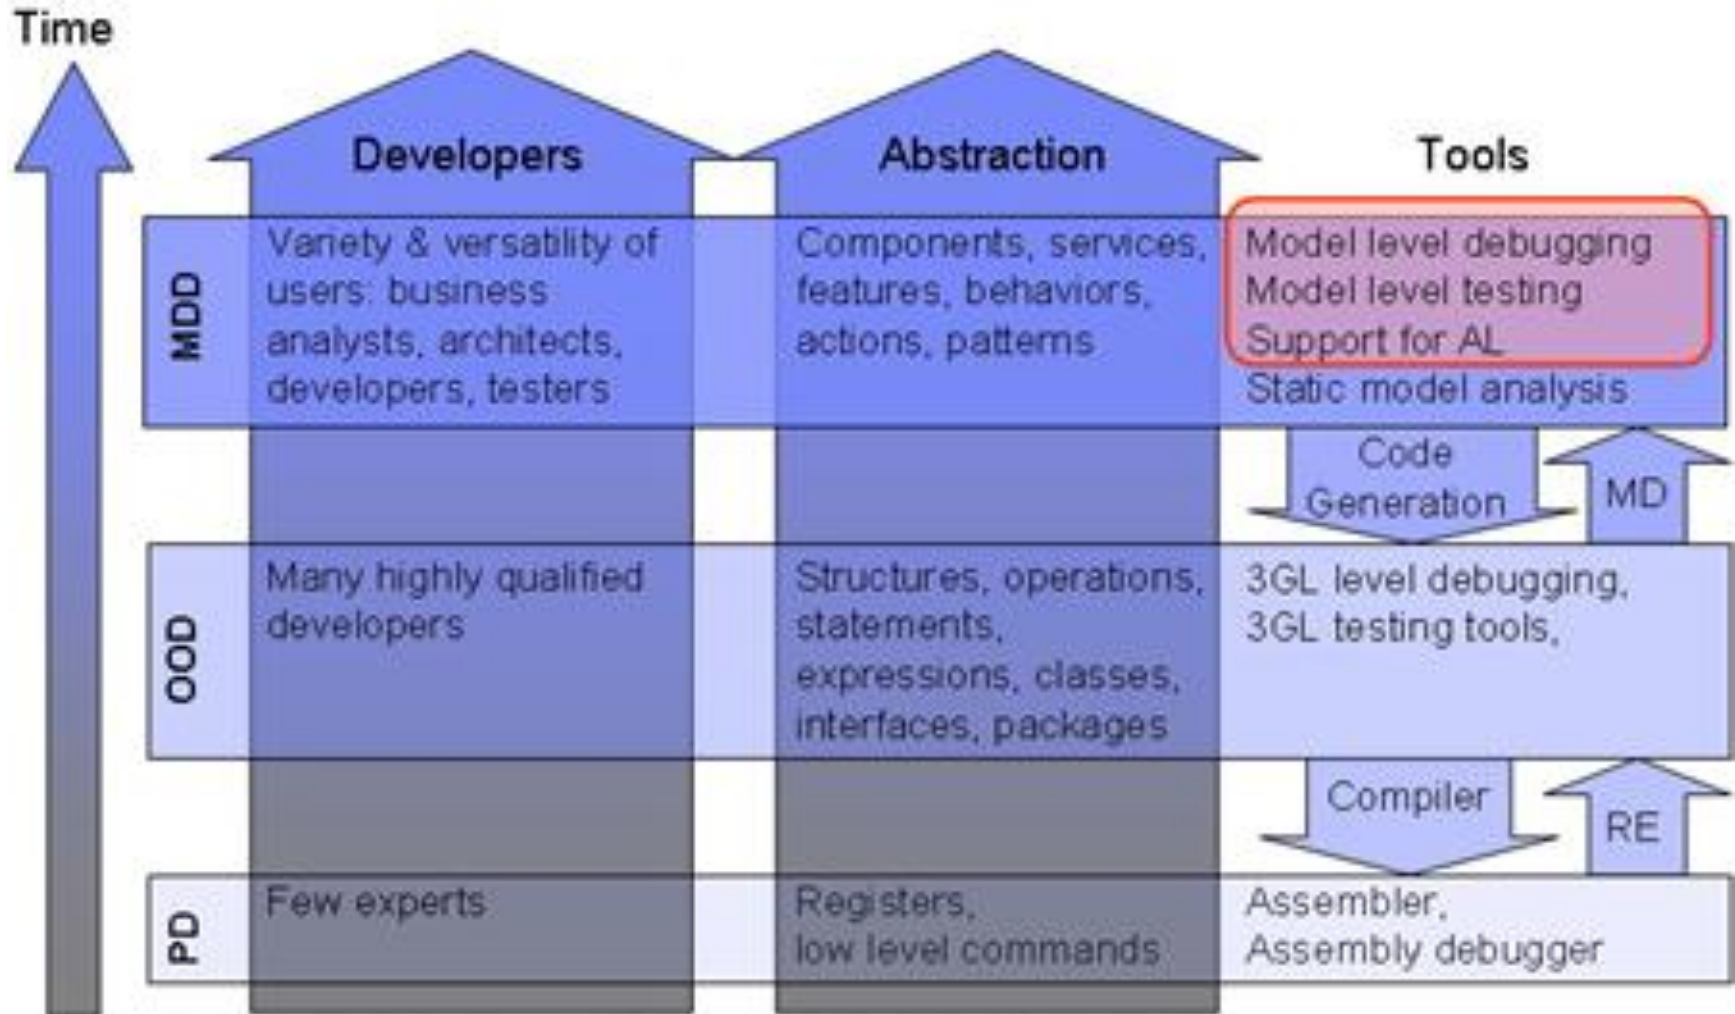 Time
Developers
Abstraction
Tools
MDD
Variety & versatility of
users: business
analysts, architects,
developers, testers
Components, services,
features, behaviors,
actions, patterns
Model level debugging
Model level testing
Support for AL
Static model analysis
Code
Generation
MD
OOD
Many highly qualified
developers
Structures, operations,
statements,
expressions, classes,
interfaces, packages
3GL level debugging,
3GL testing tools,
Compiler
RE
PD
Few experts
Registers,
low level commands
Assembler,
Assembly debugger